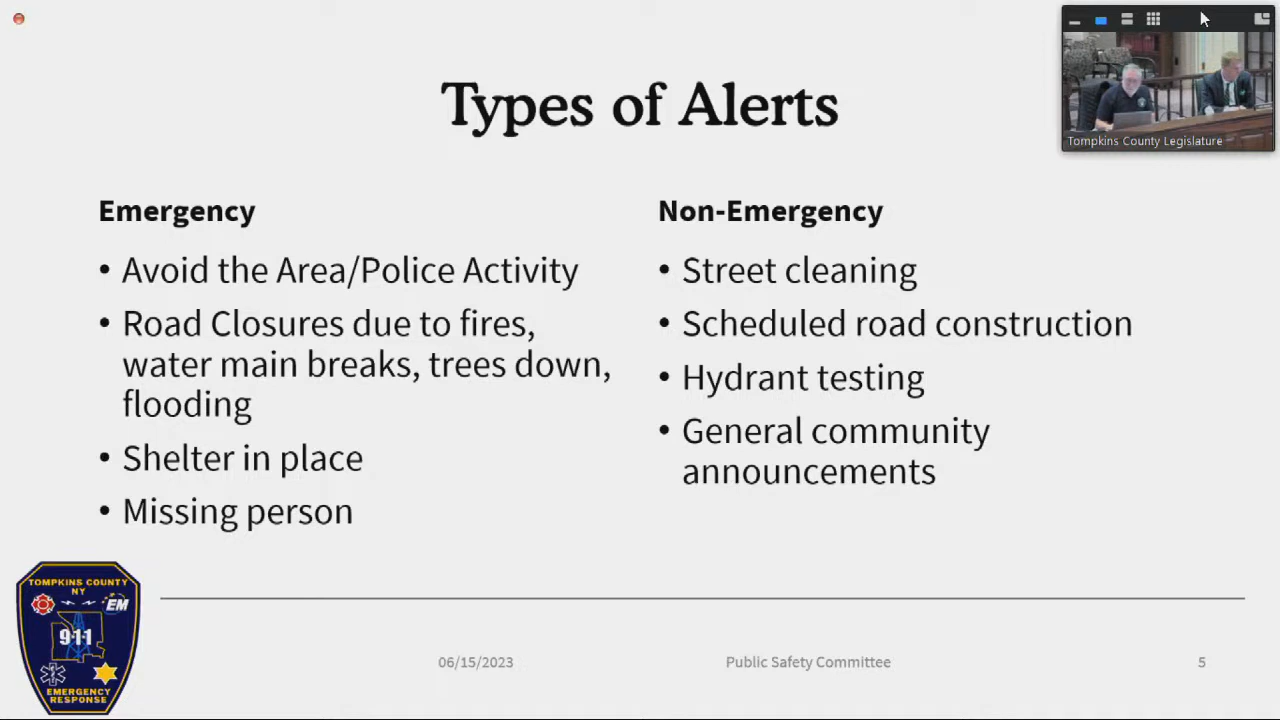 Types of Alerts
Tompkins County Legislature
Emergency
• Avoid the Area/Police Activity
• Road Closures due to fires,
water main breaks, trees down,
flooding
• Shelter in place
• Missing person
Non-Emergency
• Street cleaning
• Scheduled road construction
• Hydrant testing
• General community
announcements
TOMPKINS COUNTY
NY
EM
911
EMERGENCY
RESPONSE
06/15/2023
Public Safety Committee
5